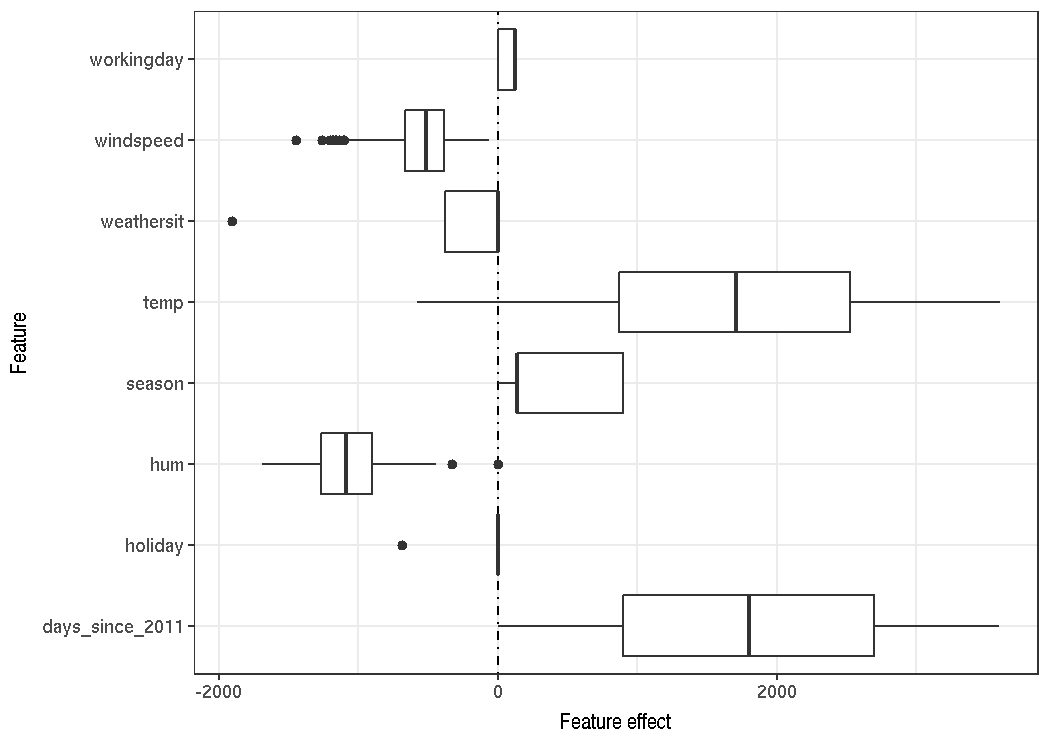 workingday
windspeed
weathersit
temp
season
hum
holiday
days_since_2011
Feature
-2000
0
2000
Feature effect